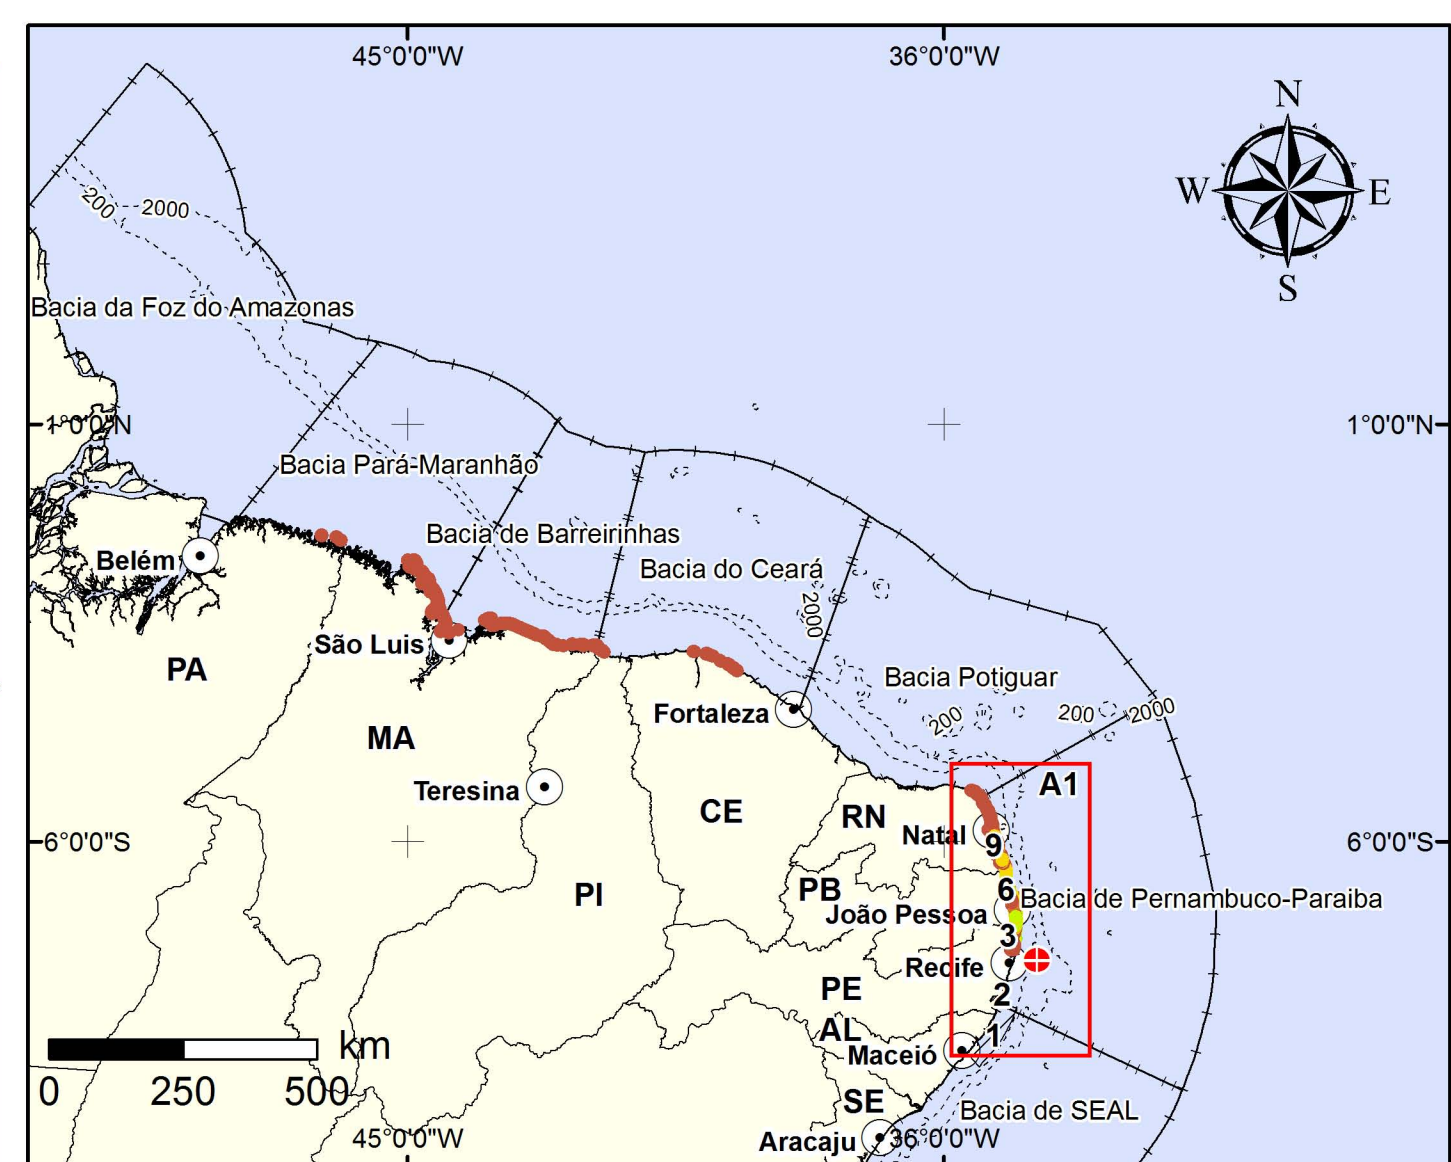 45°0'0"W
36°0'0"W
N
W
E
S
200
2000
Bacia da Foz do Amazonas
1°0'0"N
1°0'0"N
Bacia Pará-Maranhão
Bacia de Barreirinhas
Belém
Bacia do Ceará
2000
São Luis
PA
Bacia Potiguar
200
200
2000
Fortaleza
MA
Teresina
A1
CE
RN
Natal
9
6°0'0"S
6°0'0"S
PI
PB
6
Bacia de Pernambuco-Paraiba
João Pessoa
3
Recife
PE
2
AL
1
Maceió
km
0
250
500
SE
Bacia de SEAL
45°0'0"W
Aracaju
36°0'0"W